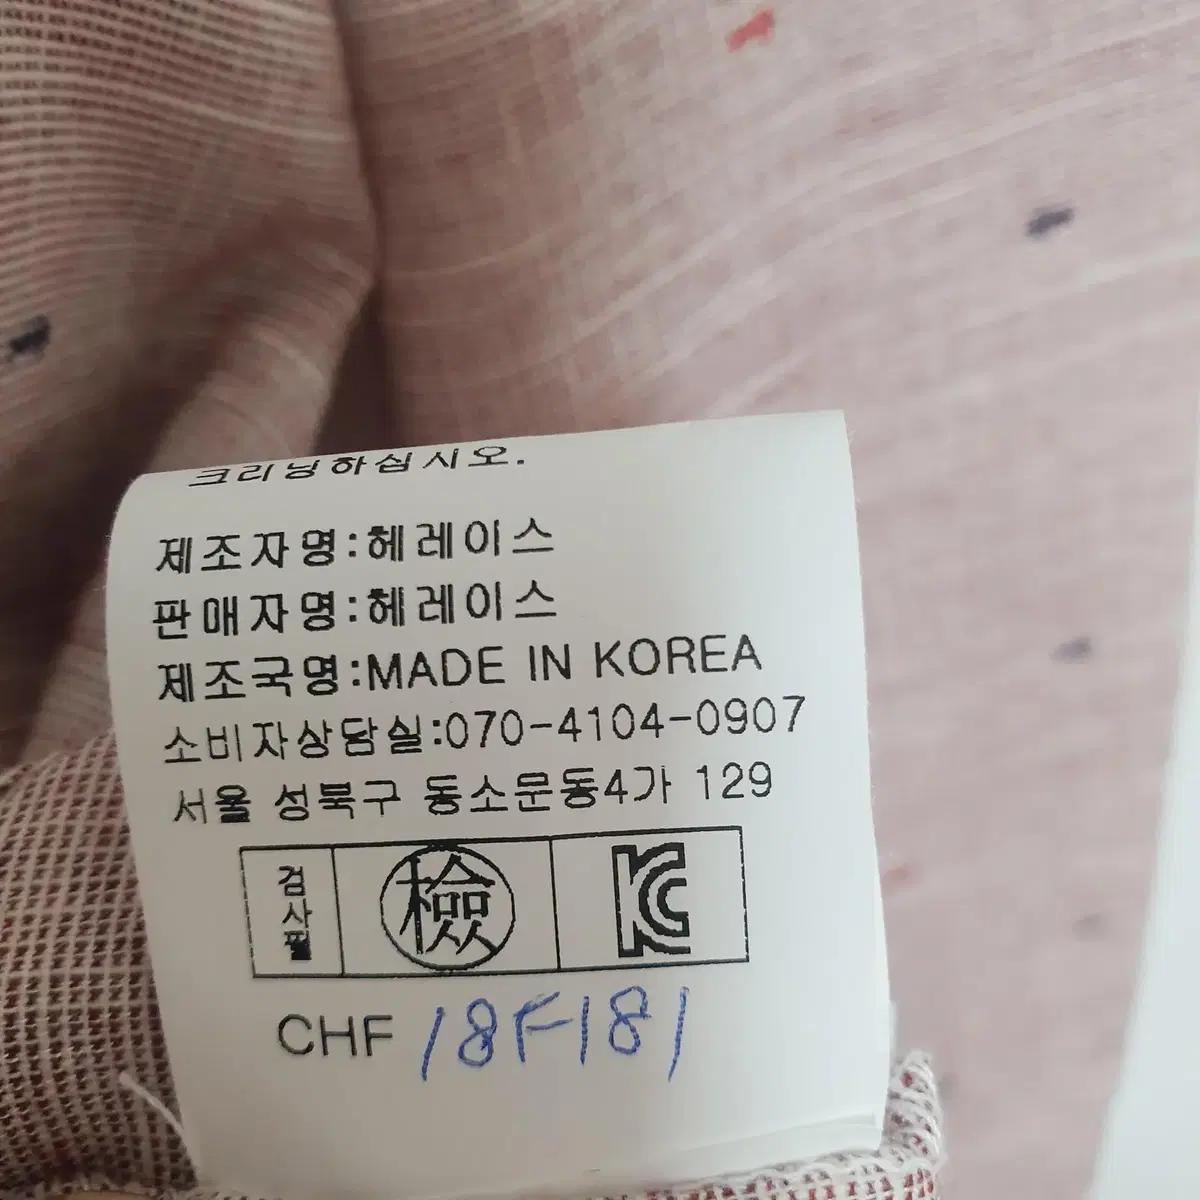 크리닝하십시오.
제조자명:헤레이스
판매자명:헤레이스
제조국명:MADE IN KOREA
소비자상담실:070-4104-0907
서울 성북구 동소문동4가 129
검사필 檢 KC
CHF 18F181